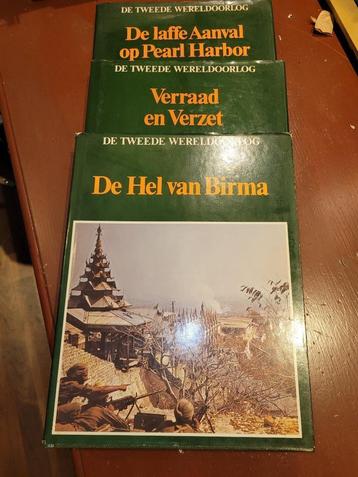 DE TWEEDE WERELDOORLOG
De laffe Aanval
op Pearl Harbor
DE TWEEDE WERELDOORLOG
Verraad
en Verzet
DE TWEEDE WERELDOORLOG
De Hel van Birma